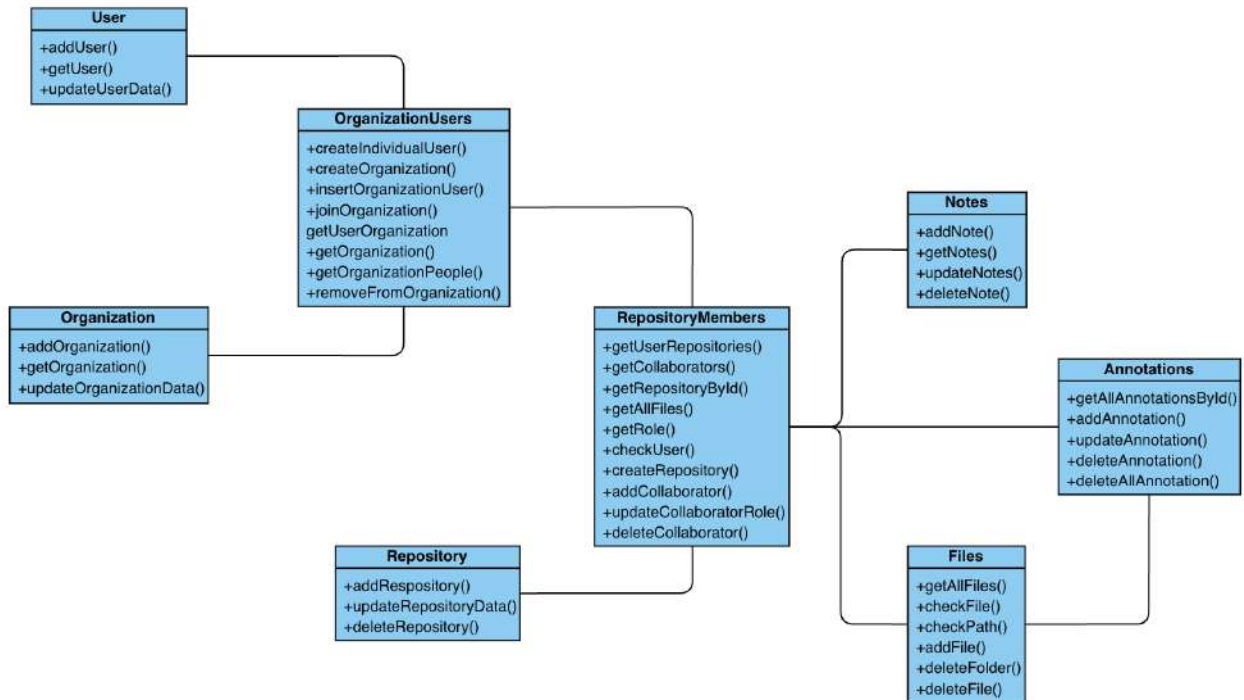 User
+addUser()
+getUser()
+updateUserData()
OrganizationUsers
+createIndividualUser()
+createOrganization()
+insertOrganizationUser()
+joinOrganization()
getUserOrganization
+getOrganization()
+getOrganizationPeople()
+removeFromOrganization()
Organization
+addOrganization()
+getOrganization()
+updateOrganizationData()
RepositoryMembers
+getUserRepositories()
+getCollaborators()
+getRepositoryById()
+getAllFiles()
+getRole()
+checkUser()
+createRepository()
+addCollaborator()
+updateCollaboratorRole()
+deleteCollaborator()
Repository
+addRespository()
+updateRepositoryData()
+deleteRepository()
Notes
+addNote()
+getNotes()
+updateNotes()
+deleteNote()
Annotations
+getAllAnnotationsById()
+addAnnotation()
+updateAnnotation()
+deleteAnnotation()
+deleteAllAnnotation()
Files
+getAllFiles()
+checkFile()
+checkPath()
+addFile()
+deleteFolder()
+deleteFile()